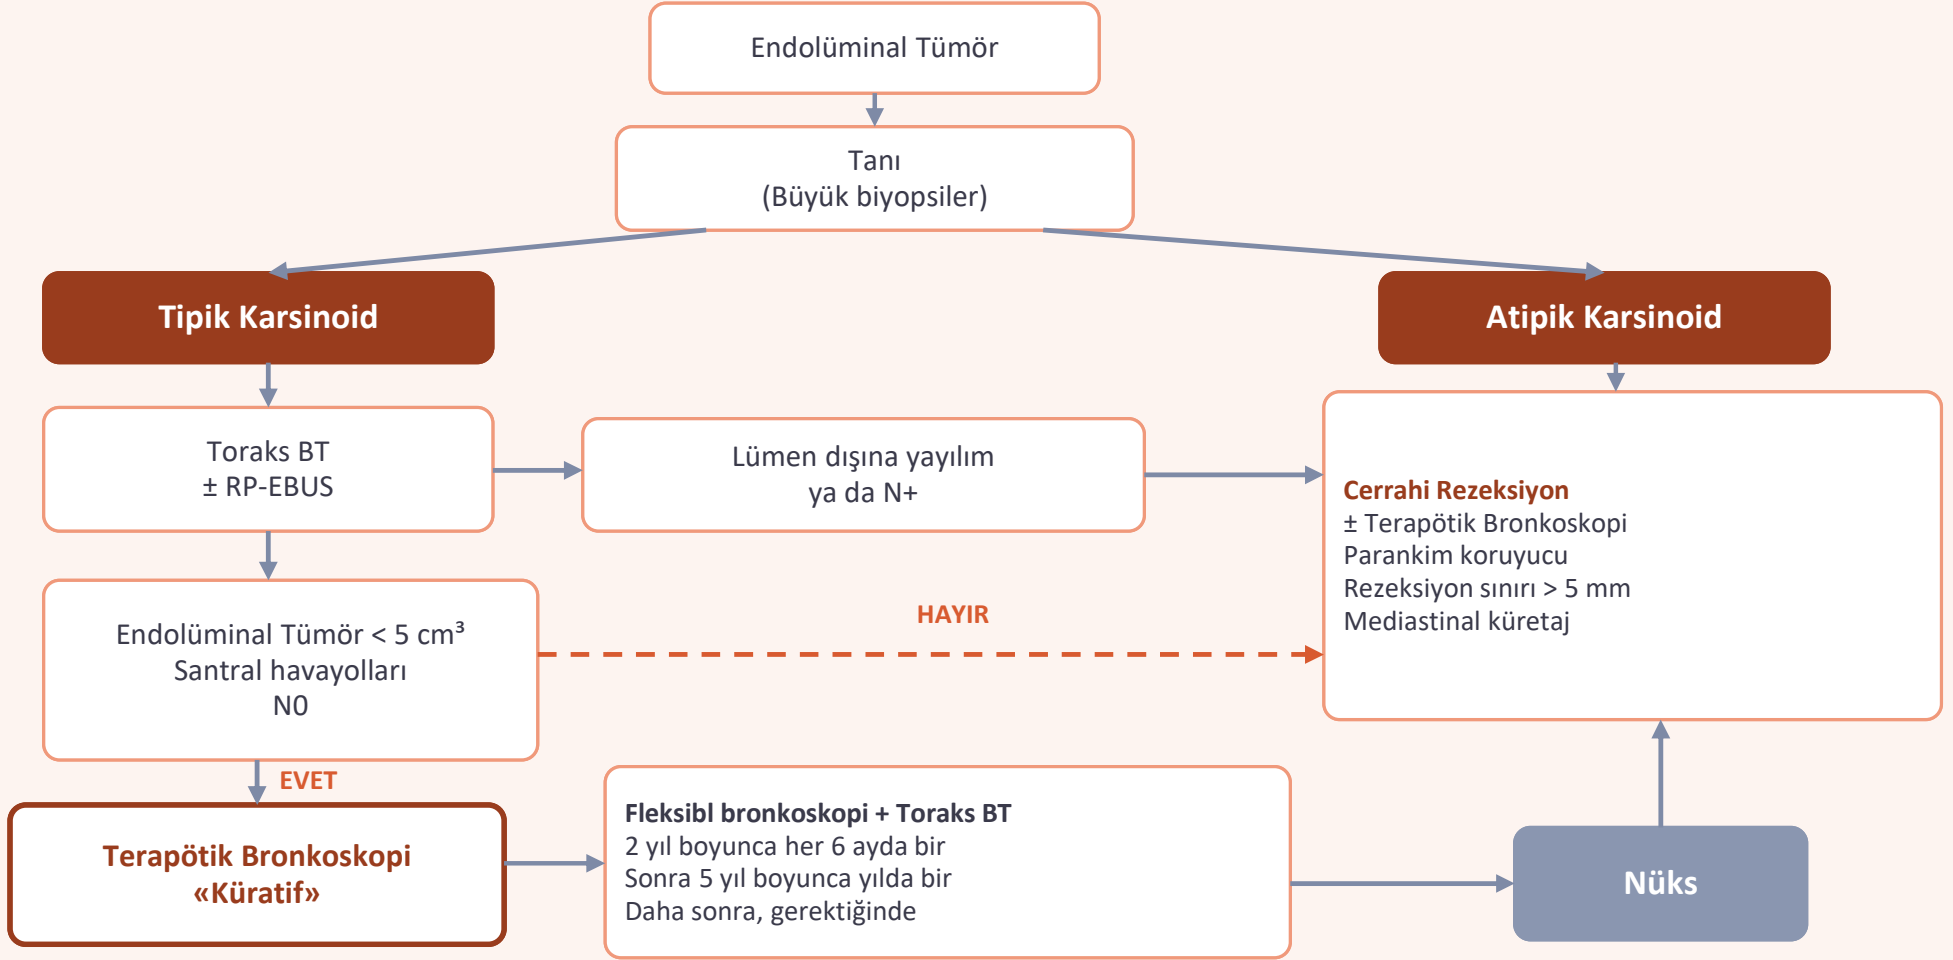 Endolüminal Tümör
Tanı
(Büyük biyopsiler)
Tipik Karsinoid
Atipik Karsinoid
Toraks BT
± RP-EBUS
Lümen dışına yayılım
ya da N+
Cerrahi Rezeksiyon
± Terapötik Bronkoskopi
Parankim koruyucu
Rezeksiyon sınırı > 5 mm
Mediastinal küretaj
Endolüminal Tümör < 5 cm³
Santral havayolları
N0
HAYIR
EVET
Terapötik Bronkoskopi
«Küratif»
Fleksibl bronkoskopi + Toraks BT
2 yıl boyunca her 6 ayda bir
Sonra 5 yıl boyunca yılda bir
Daha sonra, gerektiğinde
Nüks